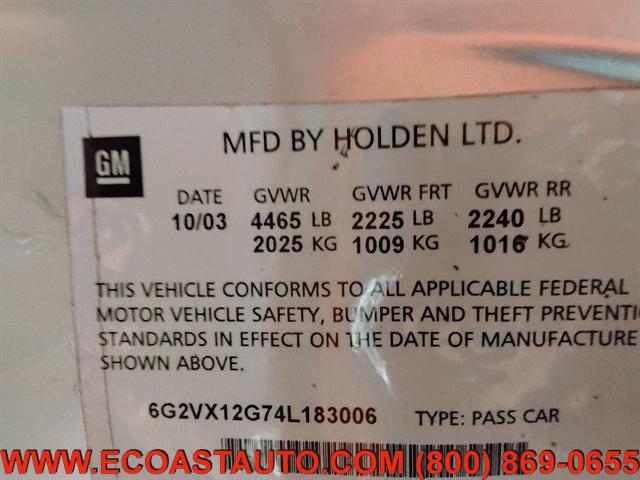 GM
MFD BY HOLDEN LTD.
DATE GVWR GVWR FRT GVWR RR
10/03 4465 LB 2225 LB 2240 LB
2025 KG 1009 KG 1016 KG
THIS VEHICLE CONFORMS TO ALL APPLICABLE FEDERAL
MOTOR VEHICLE SAFETY, BUMPER AND THEFT PREVENTI
STANDARDS IN EFFECT ON THE DATE OF MANUFACTURE
SHOWN ABOVE.
6G2VX12G74L183006 TYPE: PASS CAR
WWW.ECOASTAUTO.COM (800) 869-0655